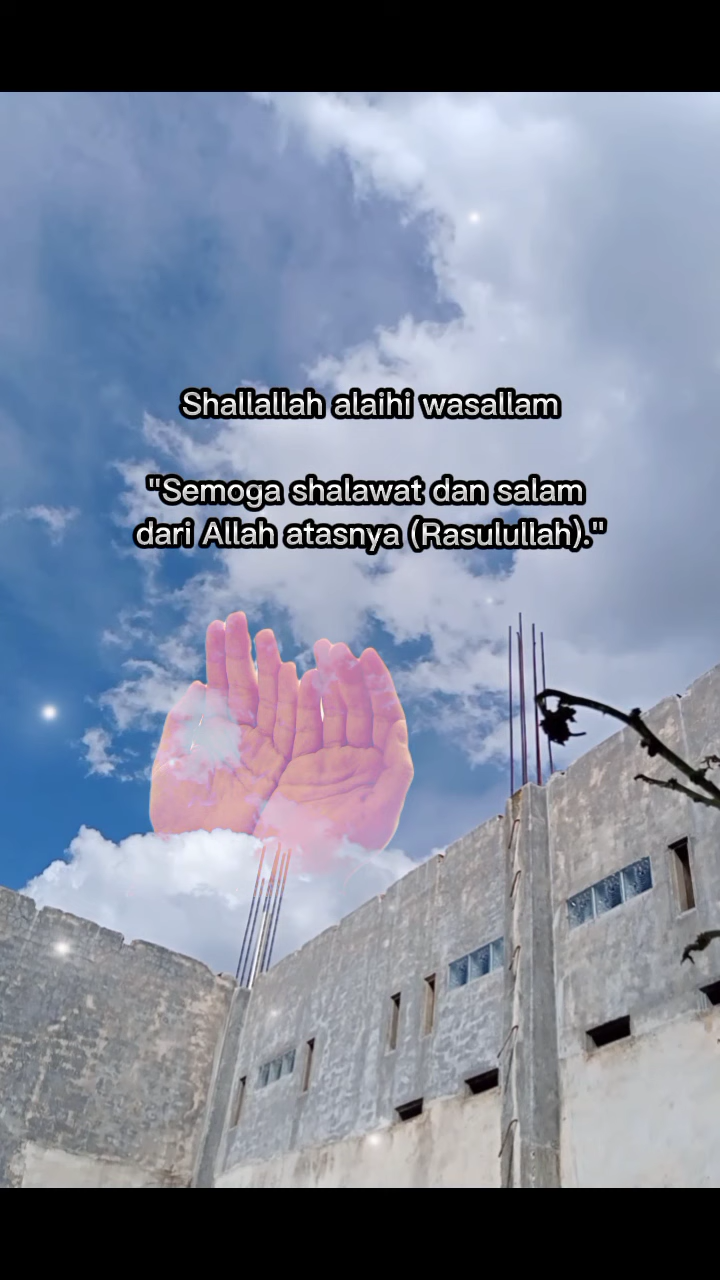 Shallallah alaihi wasallam
"Semoga shalawat dan salam
dari Allah atasnya (Rasulullah)."